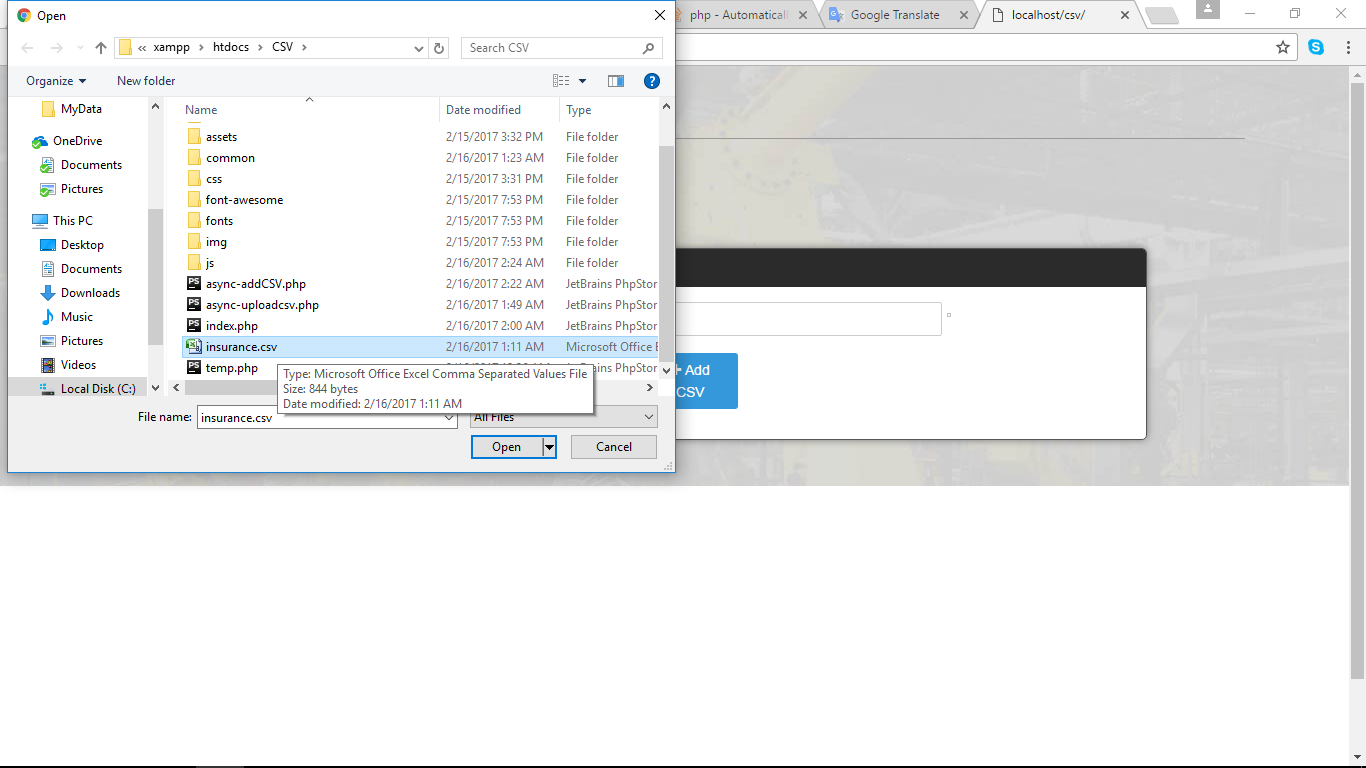 Open
php - Automaticall
Google Translate
localhost/csv/
« xampp › htdocs › CSV ›
Search CSV
Organize
New folder
Name
Date modified
Type
MyData
OneDrive
Documents
Pictures
This PC
Desktop
Documents
Downloads
Music
Pictures
Videos
Local Disk (C:)
assets 2/15/2017 3:32 PM File folder
common 2/16/2017 1:23 AM File folder
css 2/15/2017 3:31 PM File folder
font-awesome 2/15/2017 7:53 PM File folder
fonts 2/15/2017 7:53 PM File folder
img 2/15/2017 7:53 PM File folder
js 2/16/2017 2:24 AM File folder
async-addCSV.php 2/16/2017 2:22 AM JetBrains PhpStor
async-uploadcsv.php 2/16/2017 1:49 AM JetBrains PhpStor
index.php 2/16/2017 2:00 AM JetBrains PhpStor
insurance.csv 2/16/2017 1:11 AM Microsoft Office E
temp.php JetBrains PhpStor
Type: Microsoft Office Excel Comma Separated Values File
Size: 844 bytes
Date modified: 2/16/2017 1:11 AM
File name: insurance.csv
All Files
Open
Cancel
+ Add
CSV